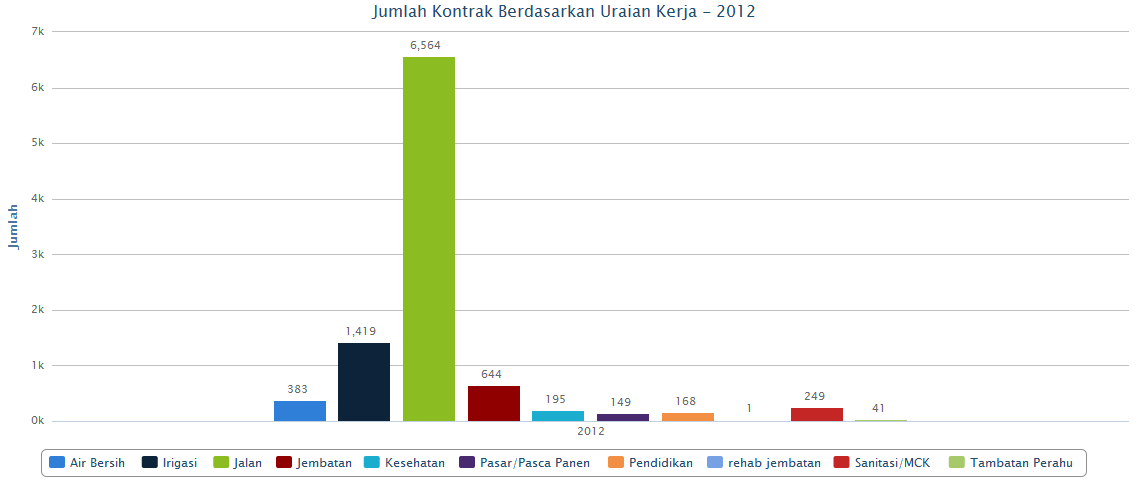 Jumlah Kontrak Berdasarkan Uraian Kerja - 2012
7k
6k
5k
4k
3k
2k
1k
0k
Jumlah
383
1,419
6,564
644
195
149
168
1
249
41
2012
Air Bersih Irigasi Jalan Jembatan Kesehatan Pasar/Pasca Panen Pendidikan rehab jembatan Sanitasi/MCK Tambatan Perahu